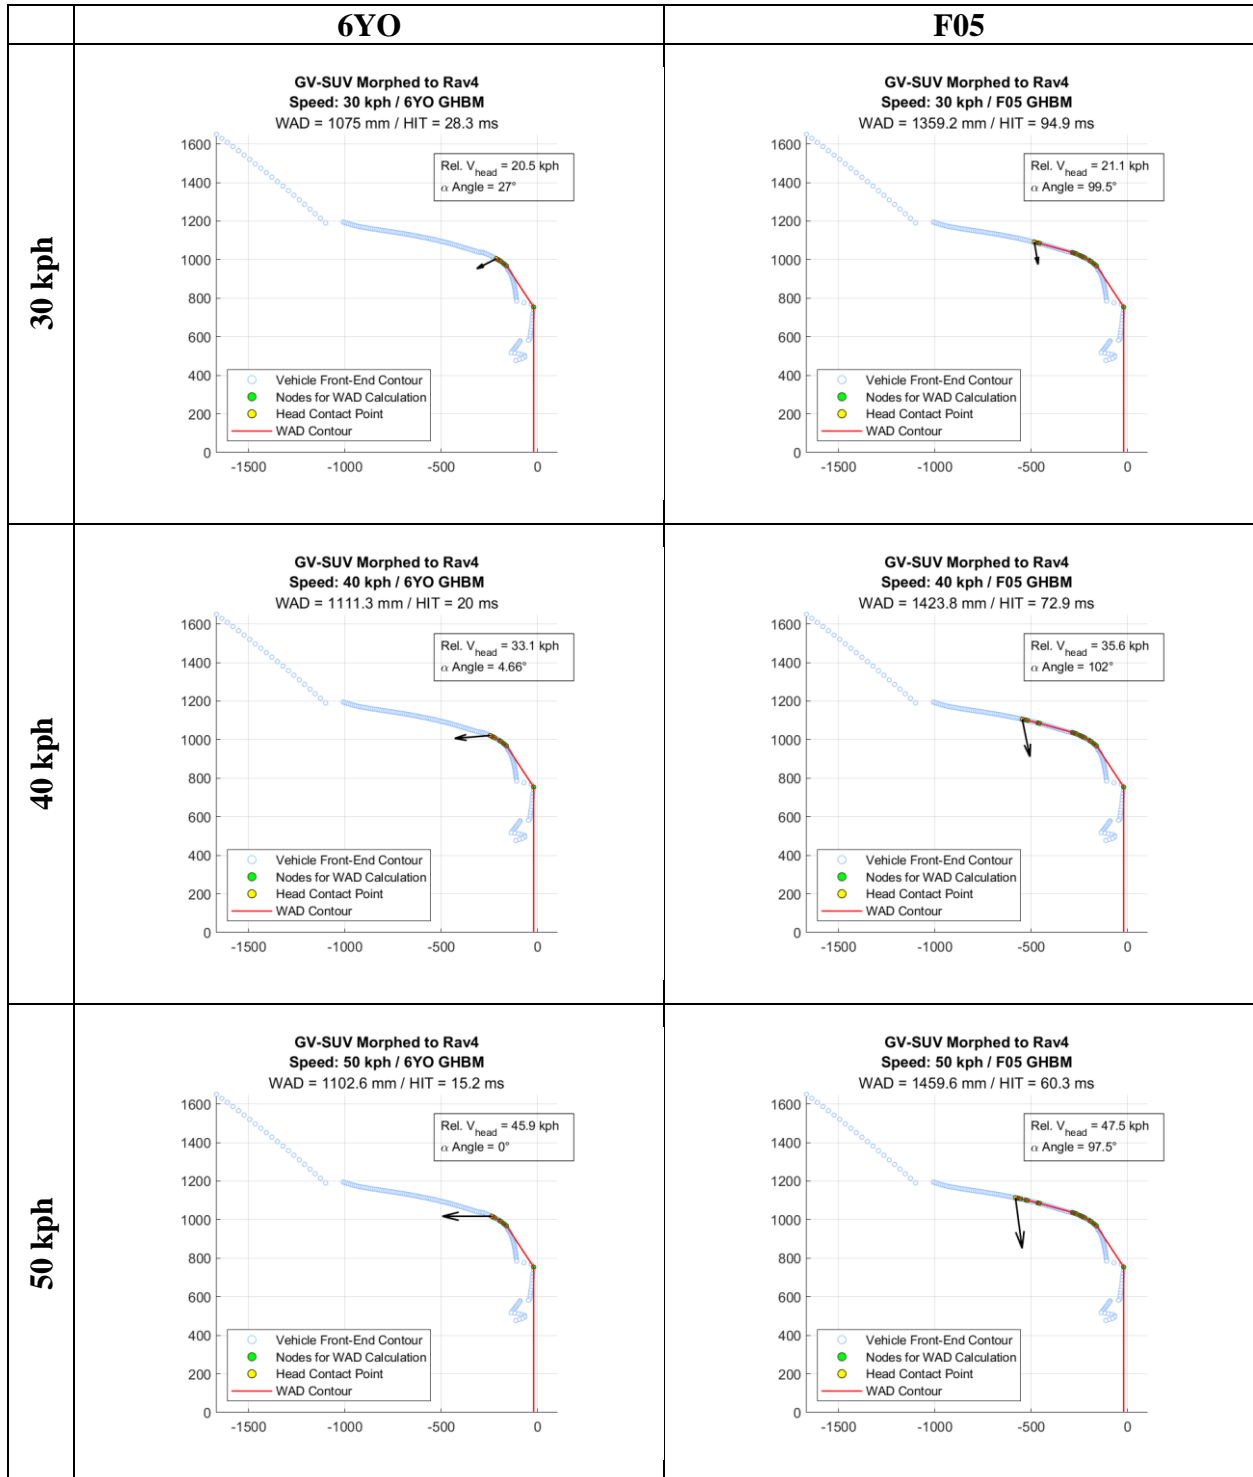 6YO
F05
30 kph
GV-SUV Morphed to Rav4
Speed: 30 kph / 6YO GHBM
WAD = 1075 mm / HIT = 28.3 ms
Rel. V_head = 20.5 kph
α Angle = 27°
1600
1400
1200
1000
800
600
400
200
0
Vehicle Front-End Contour
Nodes for WAD Calculation
Head Contact Point
WAD Contour
-1500 -1000 -500 0
GV-SUV Morphed to Rav4
Speed: 30 kph / F05 GHBM
WAD = 1359.2 mm / HIT = 94.9 ms
Rel. V_head = 21.1 kph
α Angle = 99.5°
1600
1400
1200
1000
800
600
400
200
0
Vehicle Front-End Contour
Nodes for WAD Calculation
Head Contact Point
WAD Contour
-1500 -1000 -500 0
40 kph
GV-SUV Morphed to Rav4
Speed: 40 kph / 6YO GHBM
WAD = 1111.3 mm / HIT = 20 ms
Rel. V_head = 33.1 kph
α Angle = 4.66°
1600
1400
1200
1000
800
600
400
200
0
Vehicle Front-End Contour
Nodes for WAD Calculation
Head Contact Point
WAD Contour
-1500 -1000 -500 0
GV-SUV Morphed to Rav4
Speed: 40 kph / F05 GHBM
WAD = 1423.8 mm / HIT = 72.9 ms
Rel. V_head = 35.6 kph
α Angle = 102°
1600
1400
1200
1000
800
600
400
200
0
Vehicle Front-End Contour
Nodes for WAD Calculation
Head Contact Point
WAD Contour
-1500 -1000 -500 0
50 kph
GV-SUV Morphed to Rav4
Speed: 50 kph / 6YO GHBM
WAD = 1102.6 mm / HIT = 15.2 ms
Rel. V_head = 45.9 kph
α Angle = 0°
1600
1400
1200
1000
800
600
400
200
0
Vehicle Front-End Contour
Nodes for WAD Calculation
Head Contact Point
WAD Contour
-1500 -1000 -500 0
GV-SUV Morphed to Rav4
Speed: 50 kph / F05 GHBM
WAD = 1459.6 mm / HIT = 60.3 ms
Rel. V_head = 47.5 kph
α Angle = 97.5°
1600
1400
1200
1000
800
600
400
200
0
Vehicle Front-End Contour
Nodes for WAD Calculation
Head Contact Point
WAD Contour
-1500 -1000 -500 0